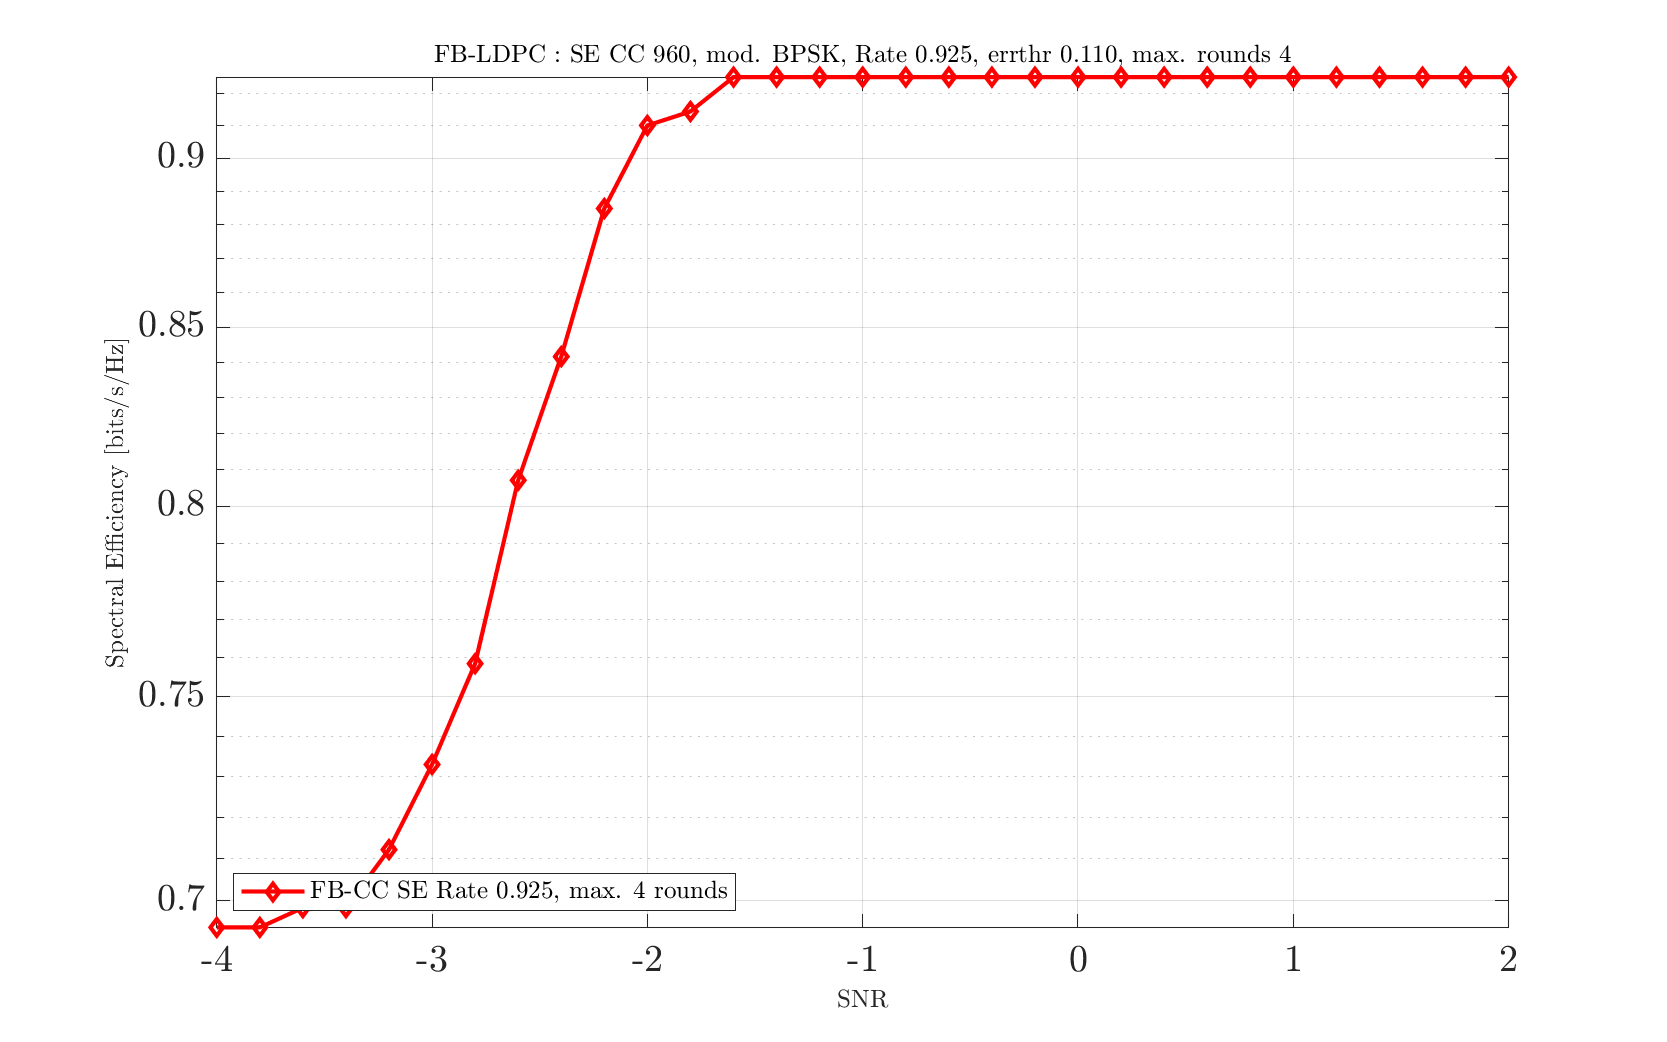 FB-LDPC : SE CC 960, mod. BPSK, Rate 0.925, errthr 0.110, max. rounds 4
0.9
0.85
0.8
0.75
0.7
Spectral Efficiency [bits/s/Hz]
FB-CC SE Rate 0.925, max. 4 rounds
-4 -3 -2 -1 0 1 2
SNR